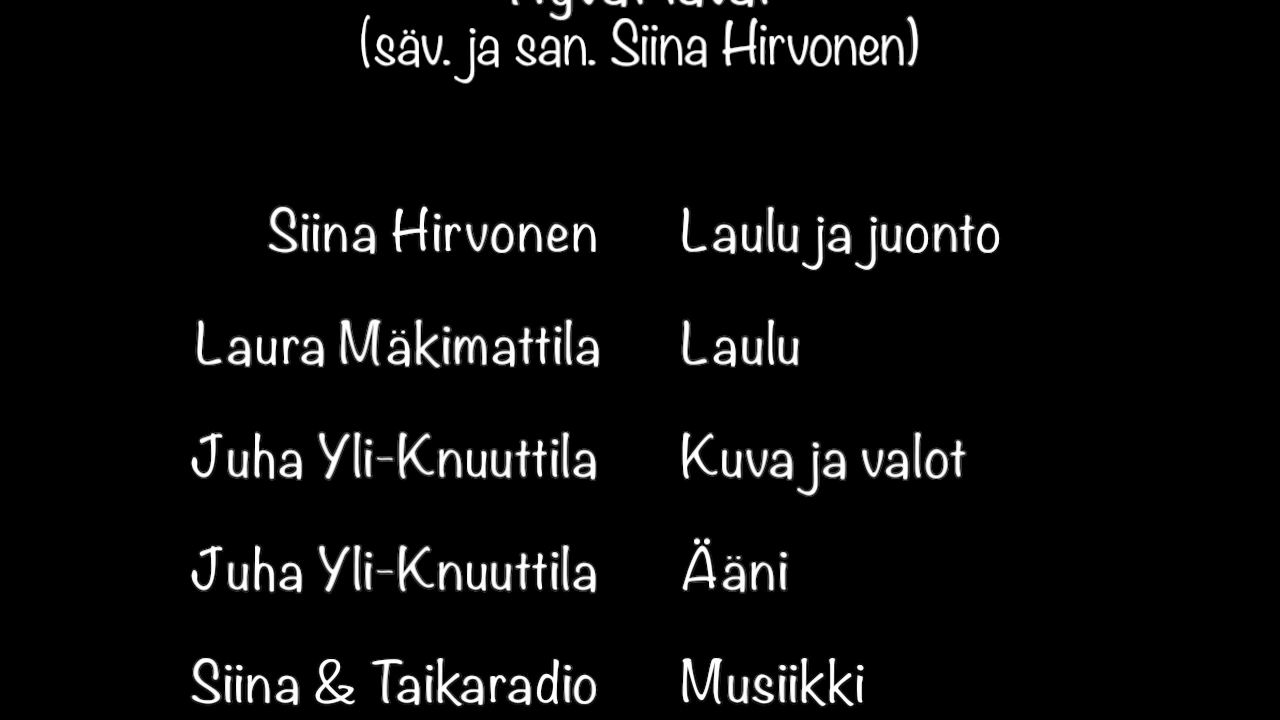 (säv. ja san. Siina Hirvonen)
Siina Hirvonen Laulu ja juonto
Laura Mäkimattila Laulu
Juha Yli-Knuuttila Kuva ja valot
Juha Yli-Knuuttila Ääni
Siina & Taikaradio Musiikki